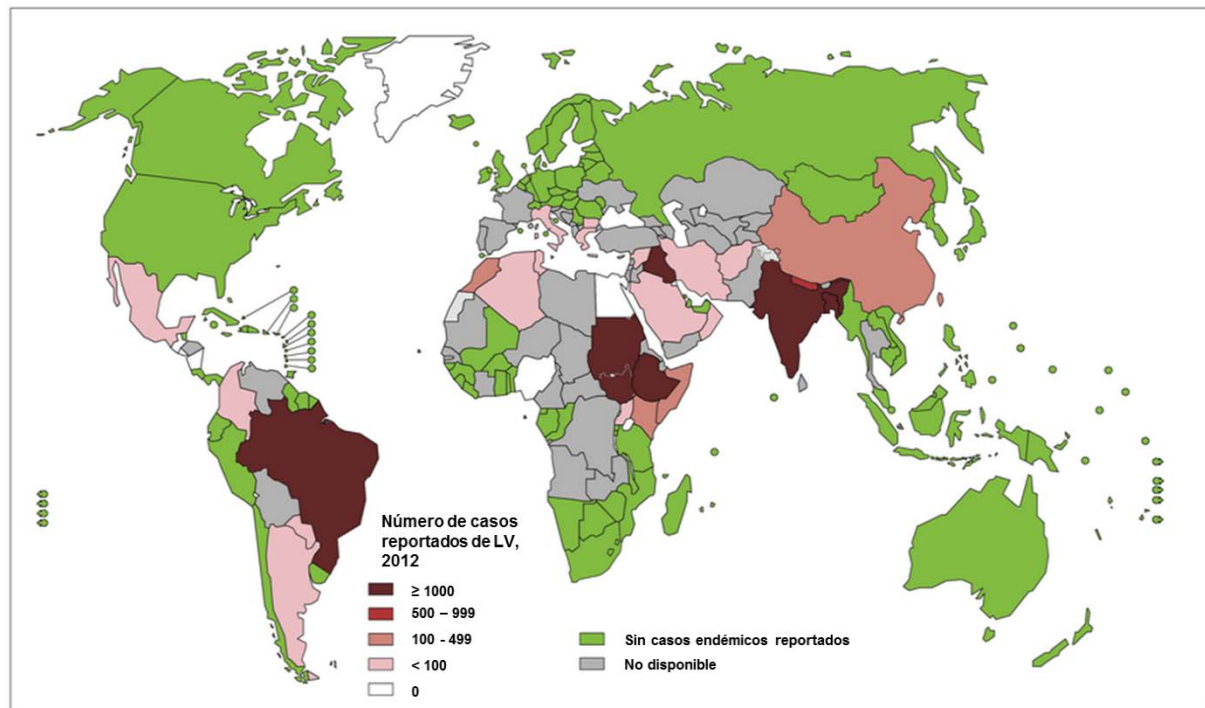 Número de casos
reportados de LV,
2012
≥ 1000
500 – 999
100 - 499
< 100
0
Sin casos endémicos reportados
No disponible